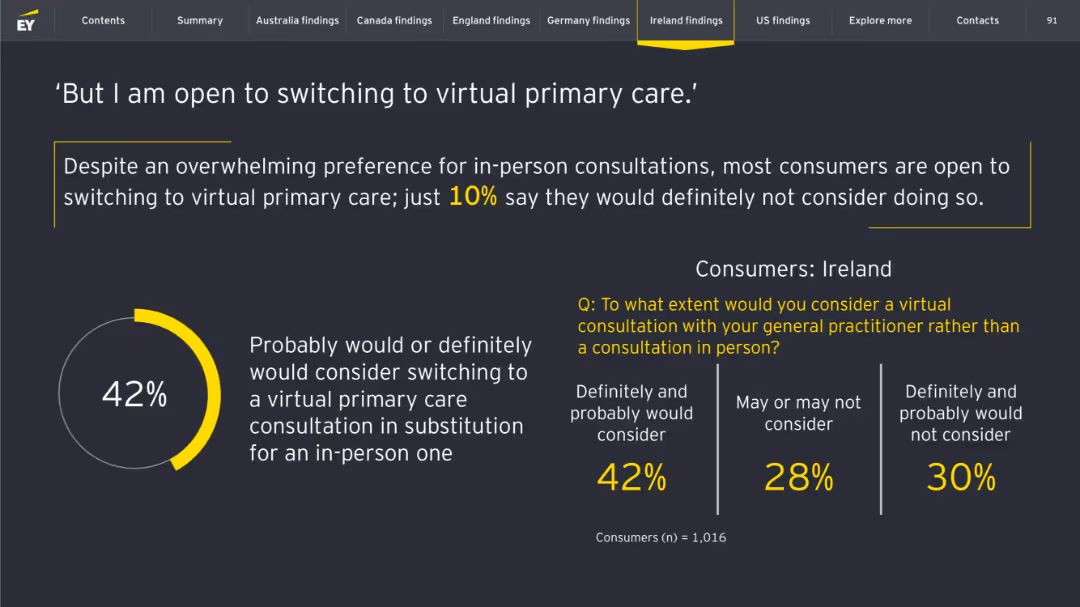 EY
Contents
Summary
Australia findings
Canada findings
England findings
Germany findings
Ireland findings
US findings
Explore more
Contacts
91
‘But I am open to switching to virtual primary care.’
Despite an overwhelming preference for in-person consultations, most consumers are open to
switching to virtual primary care; just 10% say they would definitely not consider doing so.
42%
Probably would or definitely
would consider switching to
a virtual primary care
consultation in substitution
for an in-person one
Consumers: Ireland
Q: To what extent would you consider a virtual
consultation with your general practitioner rather than
a consultation in person?
Definitely and
probably would
consider
42%
May or may not
consider
28%
Definitely and
probably would
not consider
30%
Consumers (n) = 1,016